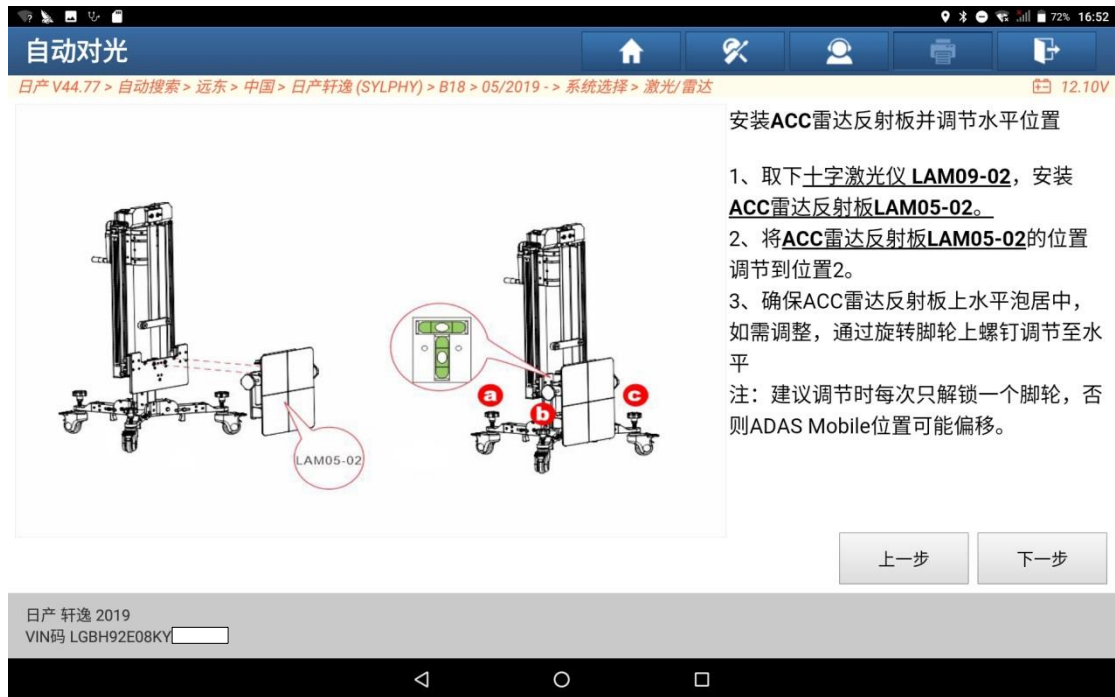 72% 16:52
自动对光
日产 V44.77 > 自动搜索 > 远东 > 中国 > 日产轩逸 (SYLPHY) > B18 > 05/2019 - > 系统选择 > 激光/雷达
12.10V
安装ACC雷达反射板并调节水平位置
1、取下十字激光仪 LAM09-02，安装
ACC雷达反射板LAM05-02。
2、将ACC雷达反射板LAM05-02的位置
调节到位置2。
3、确保ACC雷达反射板上水平泡居中，
如需调整，通过旋转脚轮上螺钉调节至水
平
注：建议调节时每次只解锁一个脚轮，否
则ADAS Mobile位置可能偏移。
LAM05-02
a
b
c
上一步
下一步
日产 轩逸 2019
VIN码 LGBH92E08KY